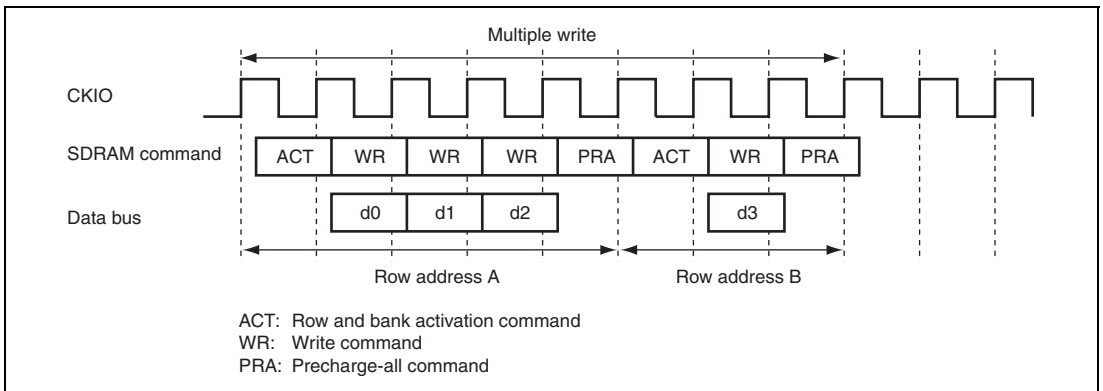 Multiple write
CKIO
SDRAM command ACT WR WR WR PRA ACT WR PRA
Data bus d0 d1 d2 d3
Row address A Row address B
ACT: Row and bank activation command
WR: Write command
PRA: Precharge-all command